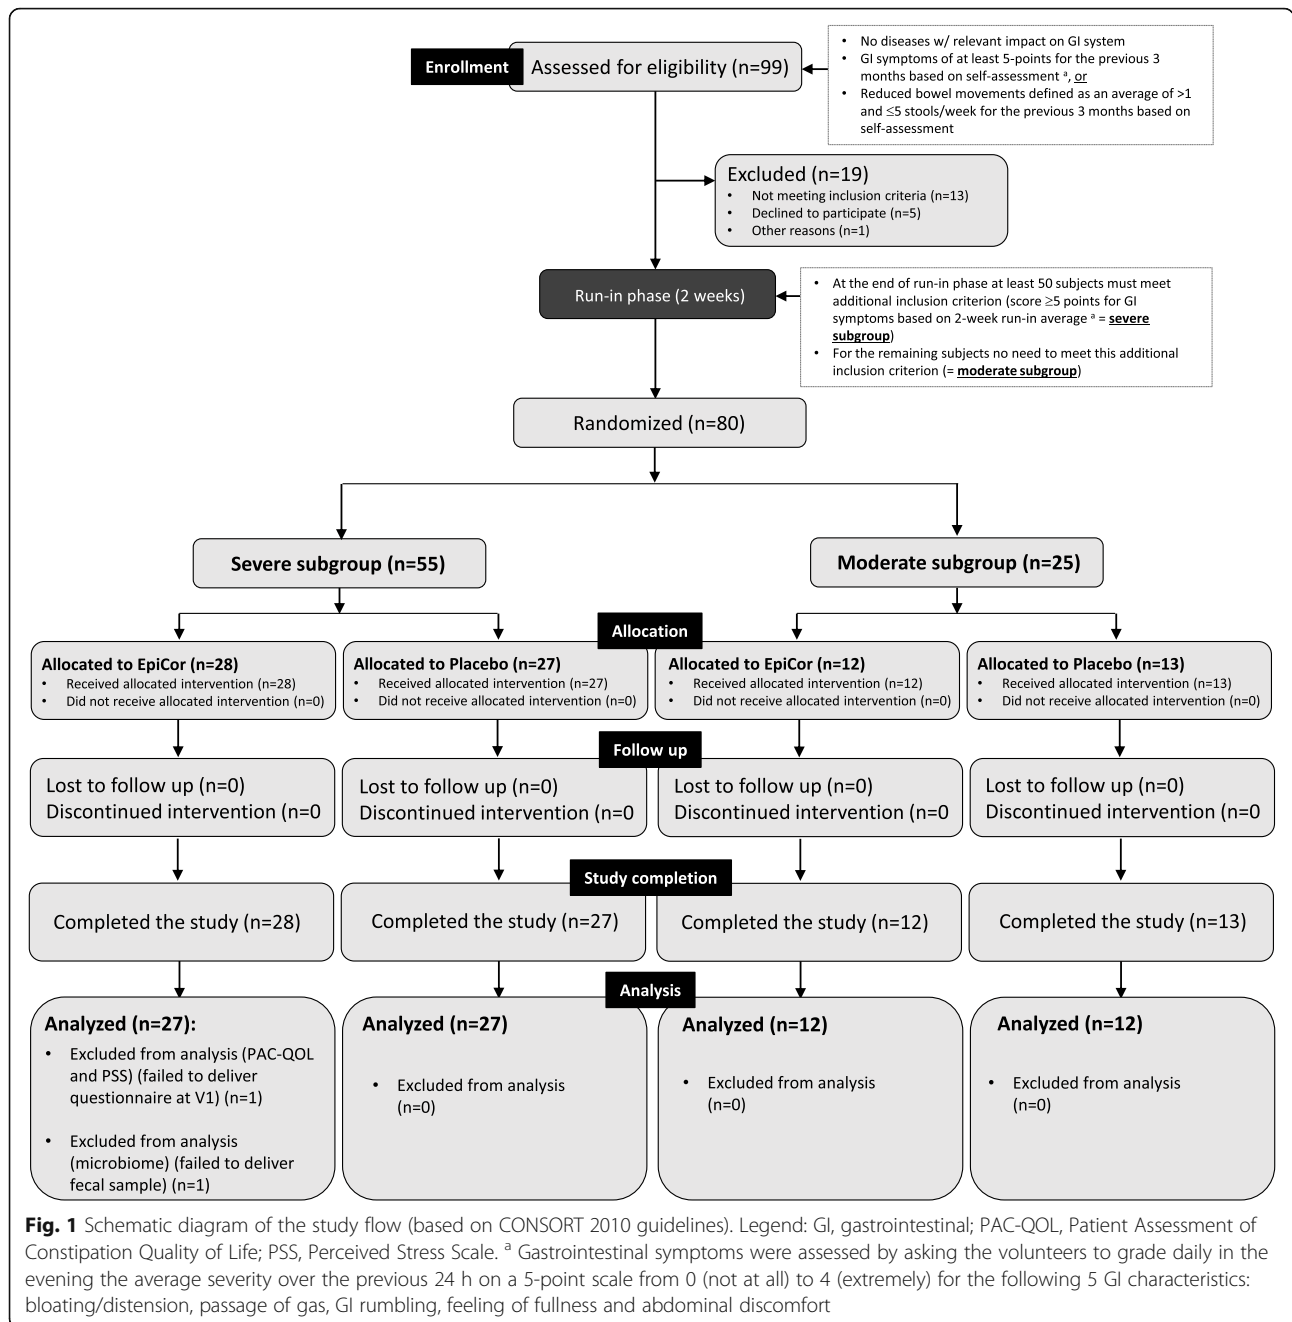 Enrollment
Assessed for eligibility (n=99)
• No diseases w/ relevant impact on GI system
• GI symptoms of at least 5-points for the previous 3
months based on self-assessment ᵃ, or
• Reduced bowel movements defined as an average of >1
and ≤5 stools/week for the previous 3 months based on
self-assessment
Excluded (n=19)
• Not meeting inclusion criteria (n=13)
• Declined to participate (n=5)
• Other reasons (n=1)
Run-in phase (2 weeks)
• At the end of run-in phase at least 50 subjects must meet
additional inclusion criterion (score ≥5 points for GI
symptoms based on 2-week run-in average ᵃ = severe
subgroup)
• For the remaining subjects no need to meet this additional
inclusion criterion (= moderate subgroup)
Randomized (n=80)
Severe subgroup (n=55)
Moderate subgroup (n=25)
Allocation
Allocated to EpiCor (n=28)
• Received allocated intervention (n=28)
• Did not receive allocated intervention (n=0)
Allocated to Placebo (n=27)
• Received allocated intervention (n=27)
• Did not receive allocated intervention (n=0)
Allocated to EpiCor (n=12)
• Received allocated intervention (n=12)
• Did not receive allocated intervention (n=0)
Allocated to Placebo (n=13)
• Received allocated intervention (n=13)
• Did not receive allocated intervention (n=0)
Follow up
Lost to follow up (n=0)
Discontinued intervention (n=0
Lost to follow up (n=0)
Discontinued intervention (n=0
Lost to follow up (n=0)
Discontinued intervention (n=0
Lost to follow up (n=0)
Discontinued intervention (n=0
Study completion
Completed the study (n=28)
Completed the study (n=27)
Completed the study (n=12)
Completed the study (n=13)
Analysis
Analyzed (n=27):
• Excluded from analysis (PAC-QOL
and PSS) (failed to deliver
questionnaire at V1) (n=1)
• Excluded from analysis
(microbiome) (failed to deliver
fecal sample) (n=1)
Analyzed (n=27)
• Excluded from analysis
(n=0)
Analyzed (n=12)
• Excluded from analysis
(n=0)
Analyzed (n=12)
• Excluded from analysis
(n=0)
Fig. 1 Schematic diagram of the study flow (based on CONSORT 2010 guidelines). Legend: GI, gastrointestinal; PAC-QOL, Patient Assessment of
Constipation Quality of Life; PSS, Perceived Stress Scale. ᵃ Gastrointestinal symptoms were assessed by asking the volunteers to grade daily in the
evening the average severity over the previous 24 h on a 5-point scale from 0 (not at all) to 4 (extremely) for the following 5 GI characteristics:
bloating/distension, passage of gas, GI rumbling, feeling of fullness and abdominal discomfort